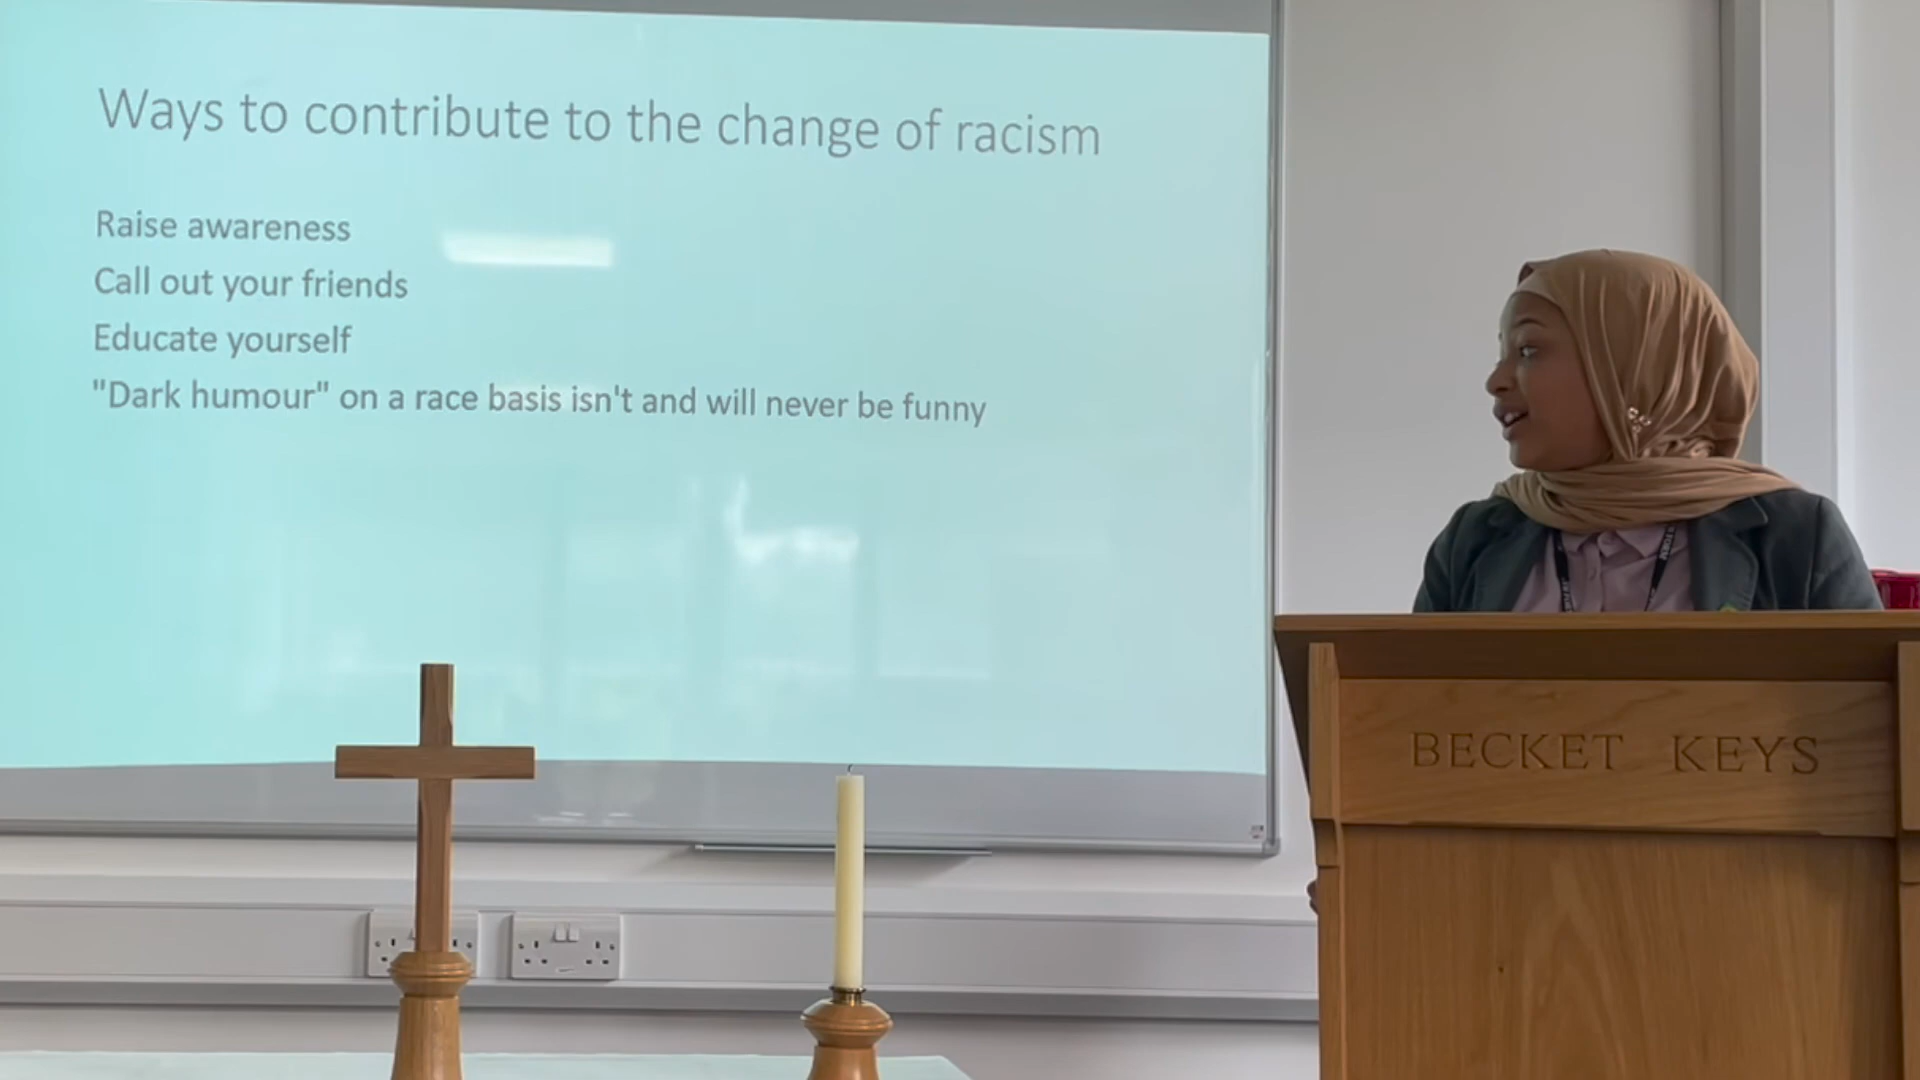 Ways to contribute to the change of racism
Raise awareness
Call out your friends
Educate yourself
"Dark humour" on a race basis isn't and will never be funny
BECKET KEYS